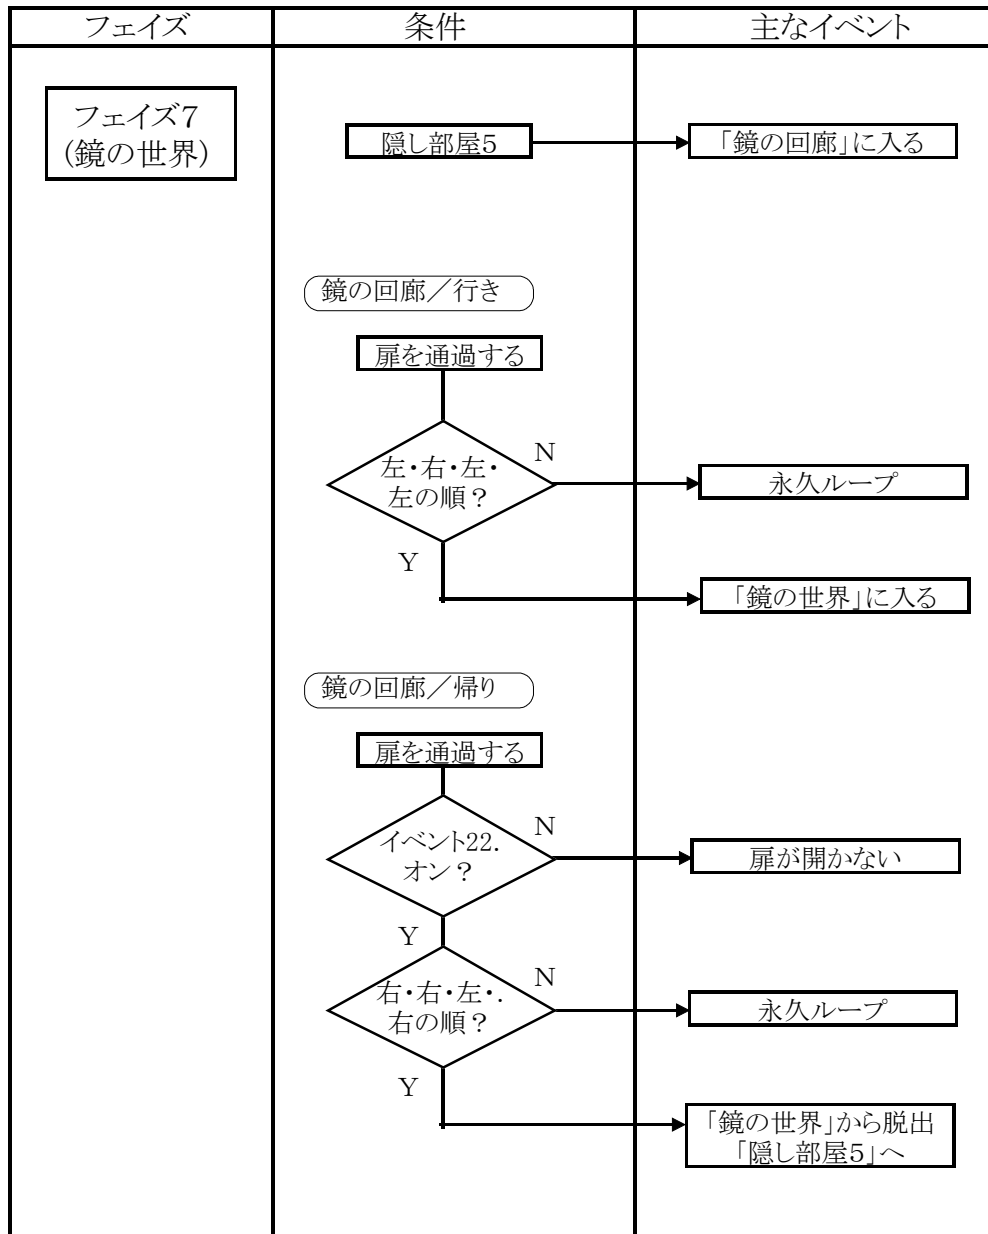 フェイズ
条件
主なイベント
フェイズ7
(鏡の世界)
隠し部屋5
「鏡の回廊」に入る
鏡の回廊／行き
扉を通過する
左・右・左・
左の順？
N
永久ループ
Y
「鏡の世界」に入る
鏡の回廊／帰り
扉を通過する
イベント22.
オン？
N
扉が開かない
Y
右・右・左・.
右の順？
N
永久ループ
Y
「鏡の世界」から脱出
「隠し部屋5」へ